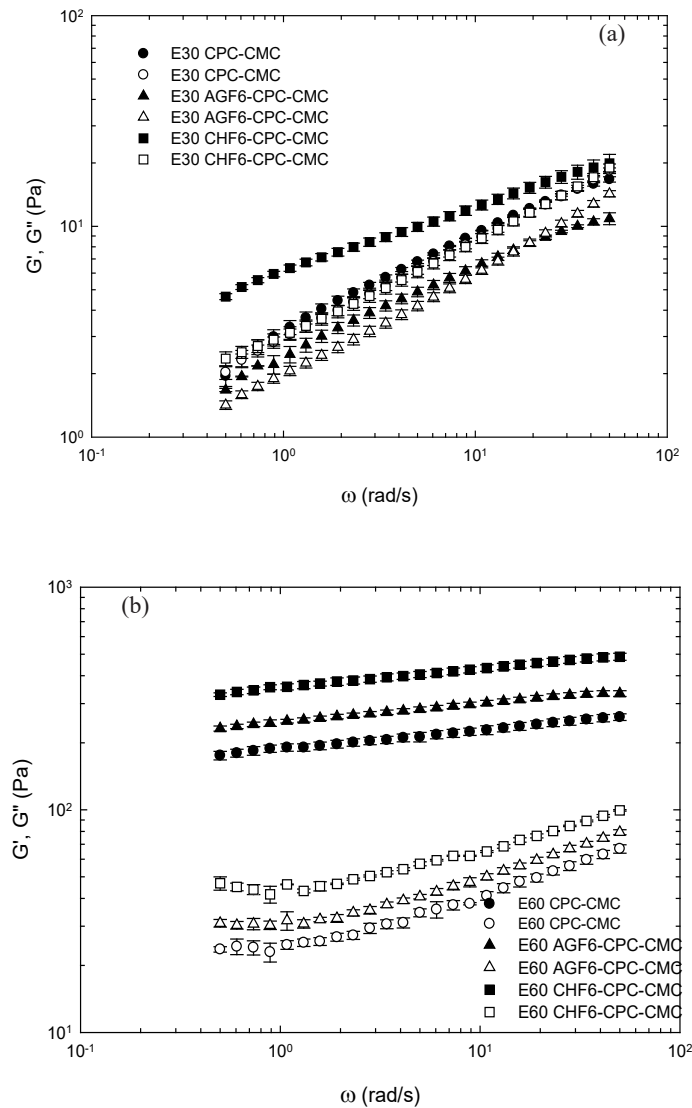 (a)
10²
E30 CPC-CMC
E30 CPC-CMC
E30 AGF6-CPC-CMC
E30 AGF6-CPC-CMC
E30 CHF6-CPC-CMC
E30 CHF6-CPC-CMC
G', G" (Pa)
10¹
10⁰
10⁻¹ 10⁰ 10¹ 10²
ω (rad/s)
10³
(b)
G', G" (Pa)
10²
E60 CPC-CMC
E60 CPC-CMC
E60 AGF6-CPC-CMC
E60 AGF6-CPC-CMC
E60 CHF6-CPC-CMC
E60 CHF6-CPC-CMC
10¹
10⁻¹ 10⁰ 10¹ 10²
ω (rad/s)